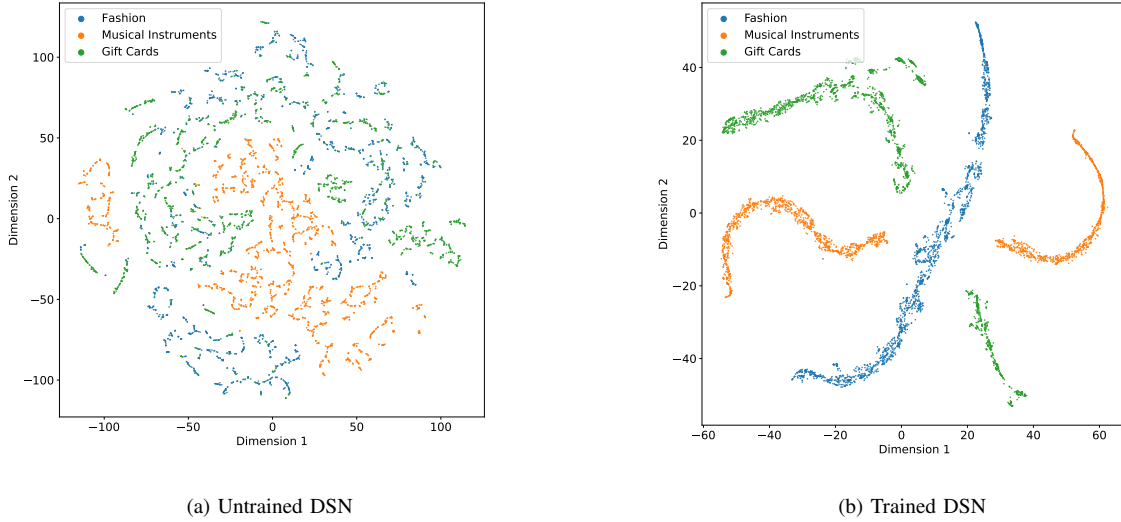 Fashion
Musical Instruments
Gift Cards
100
50
0
−50
−100
Dimension 2
−100
−50
0
50
100
Dimension 1
(a) Untrained DSN
Fashion
Musical Instruments
Gift Cards
40
20
0
−20
−40
Dimension 2
−60
−40
−20
0
20
40
60
Dimension 1
(b) Trained DSN